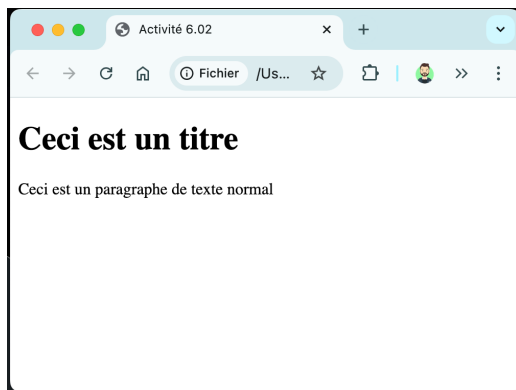 Activité 6.02
Fichier /Us...
Ceci est un titre
Ceci est un paragraphe de texte normal